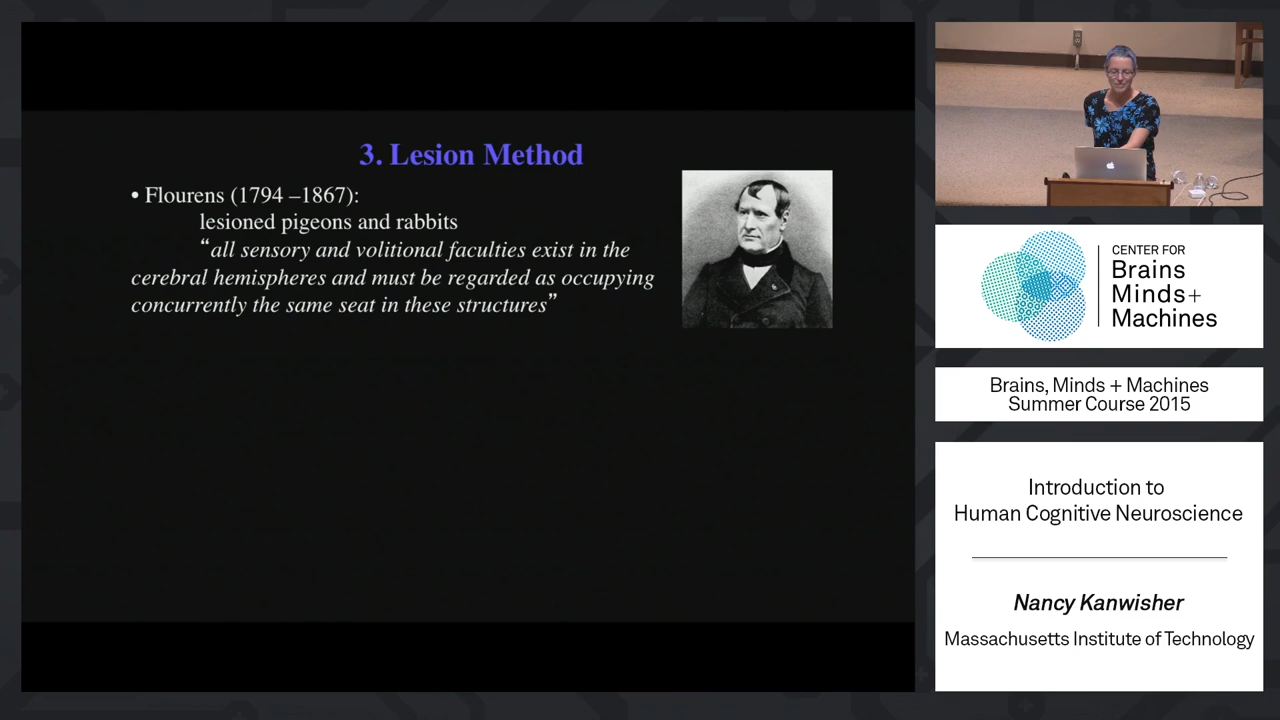 3. Lesion Method
• Flourens (1794 –1867):
lesioned pigeons and rabbits
“all sensory and volitional faculties exist in the
cerebral hemispheres and must be regarded as occupying
concurrently the same seat in these structures”
CENTER FOR
Brains
Minds+
Machines
Brains, Minds + Machines
Summer Course 2015
Introduction to
Human Cognitive Neuroscience
Nancy Kanwisher
Massachusetts Institute of Technology